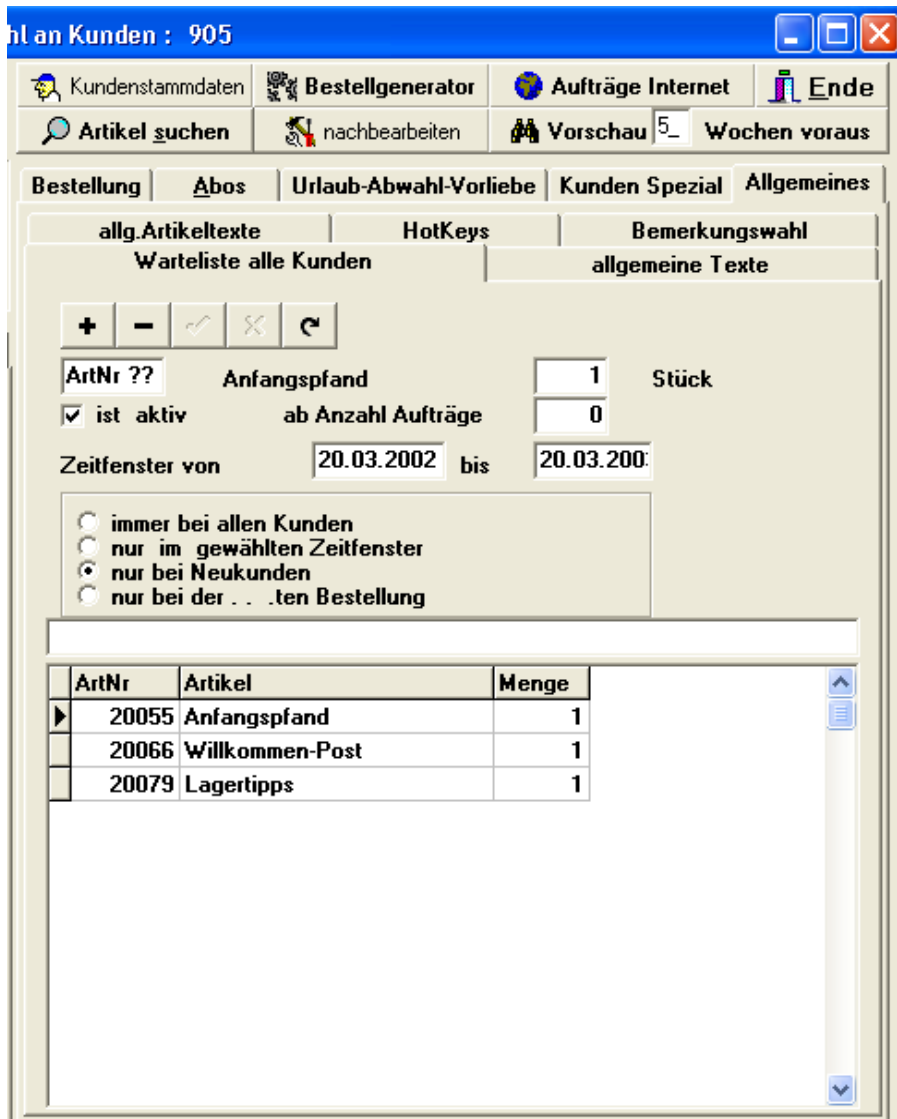 hl an Kunden : 905
Kundenstammdaten Bestellgenerator Aufträge Internet Ende
Artikel suchen nachbearbeiten Vorschau 5_ Wochen voraus
Bestellung Abos Urlaub-Abwahl-Vorliebe Kunden Spezial Allgemeines
allg.Artikeltexte HotKeys Bemerkungswahl
Warteliste alle Kunden allgemeine Texte
ArtNr ?? Anfangspfand 1 Stück
ist aktiv ab Anzahl Aufträge 0
Zeitfenster von 20.03.2002 bis 20.03.200
immer bei allen Kunden
nur im gewählten Zeitfenster
nur bei Neukunden
nur bei der . . .ten Bestellung
ArtNr Artikel Menge
20055 Anfangspfand 1
20066 Willkommen-Post 1
20079 Lagertipps 1